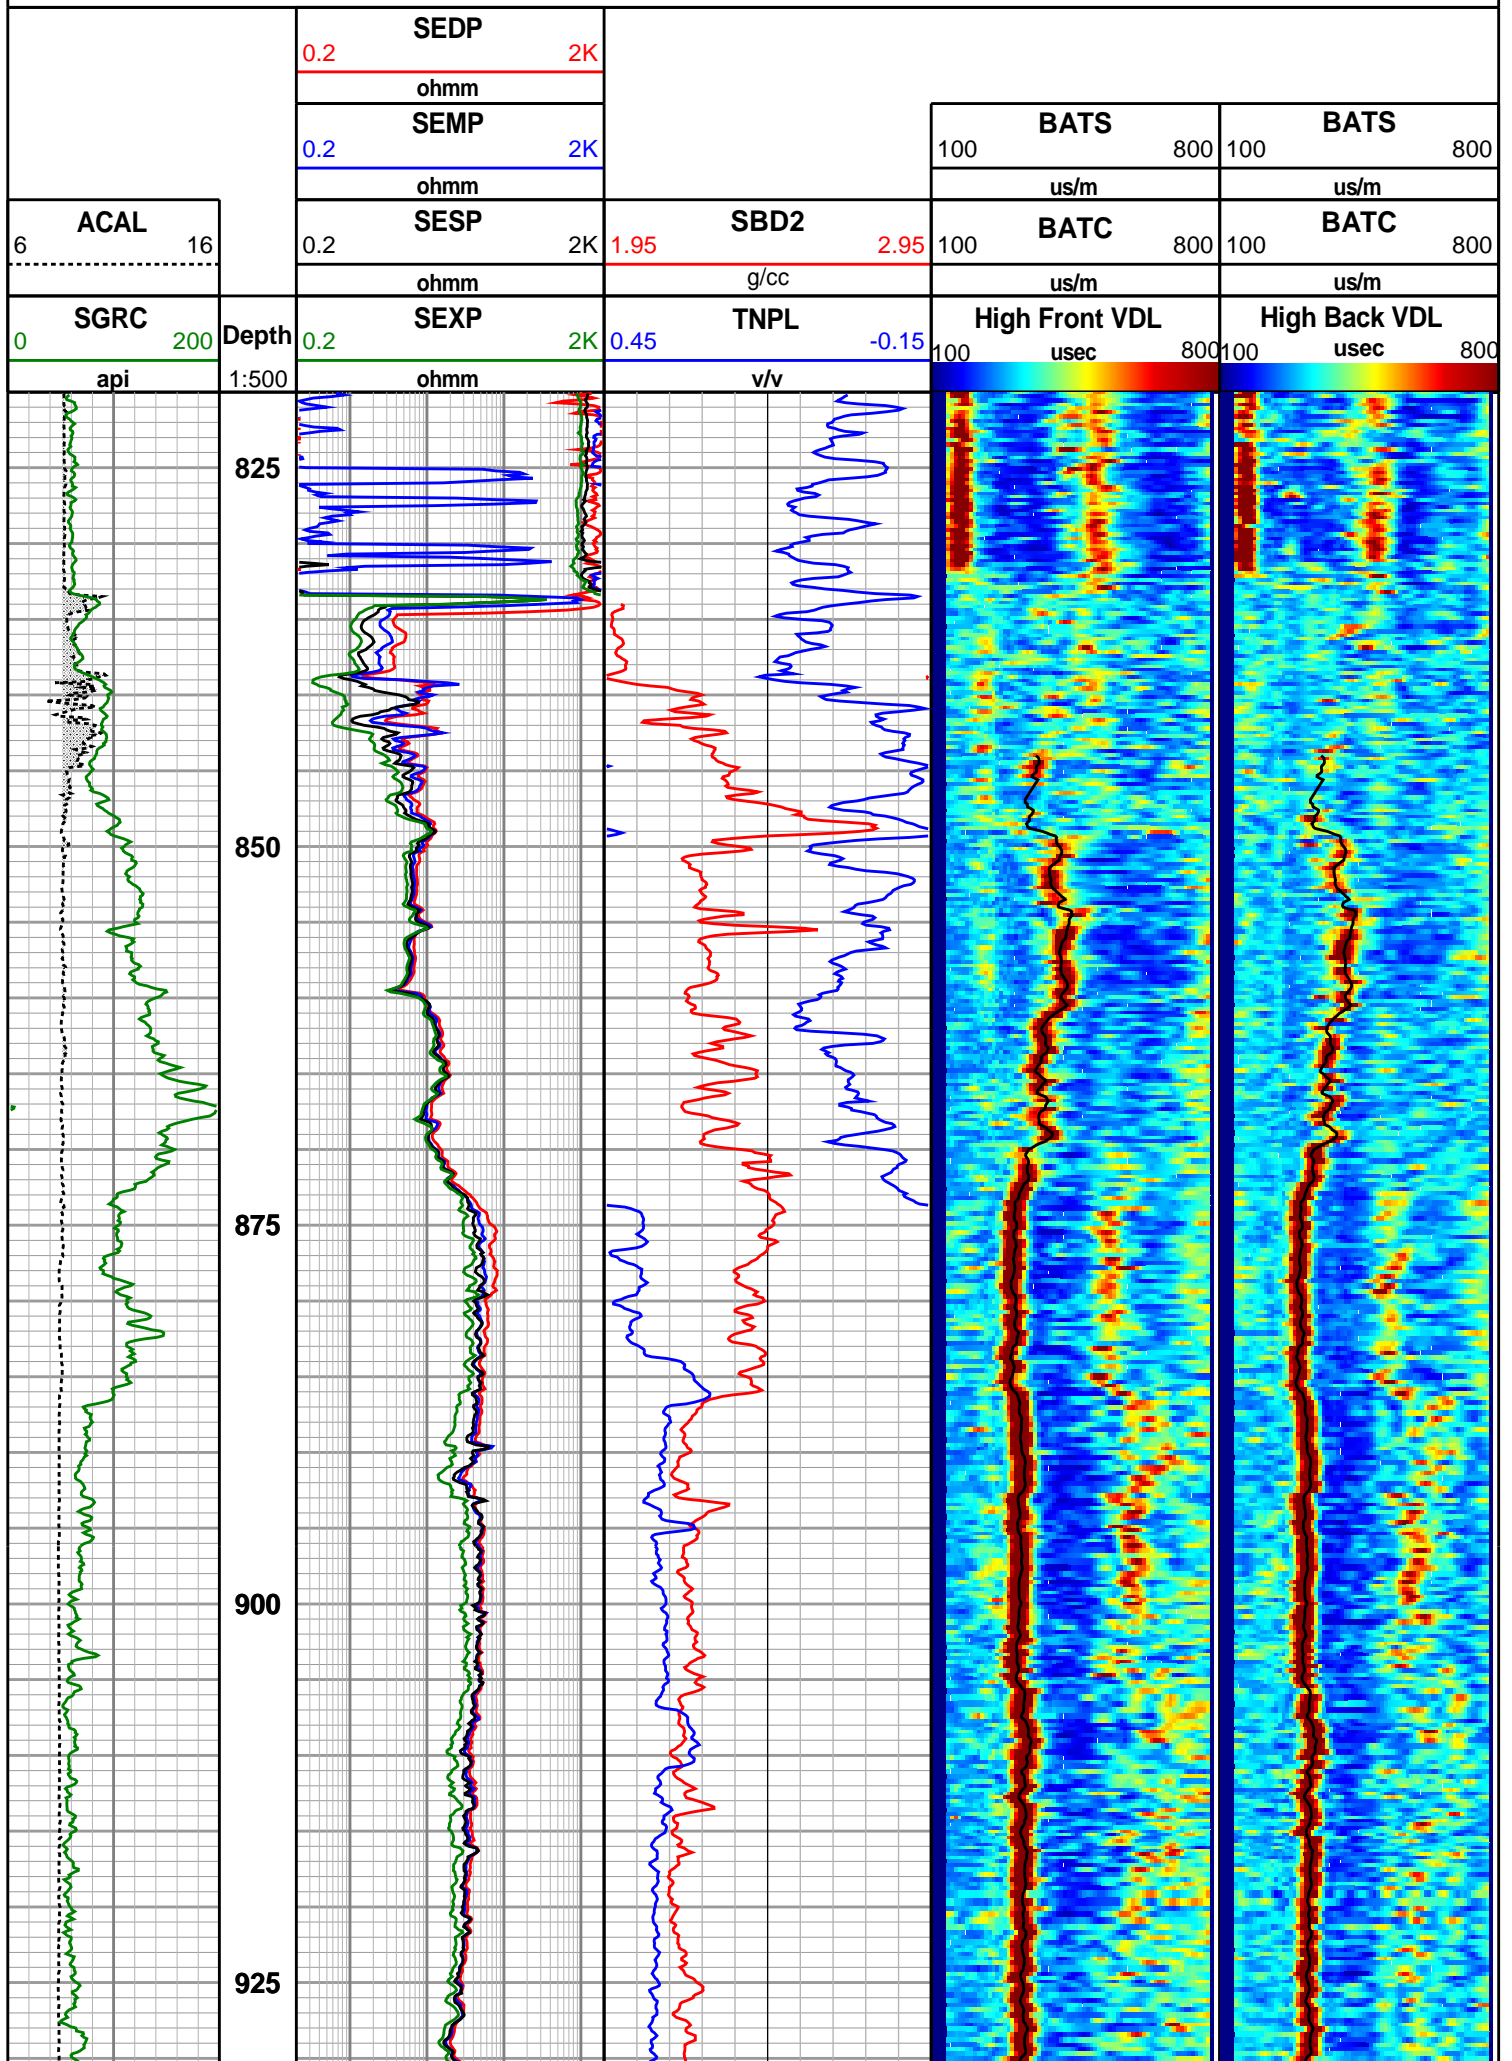 SEDP
0.2 2K
ohmm
SEMP
0.2 2K
ohmm
BATS
100 800
us/m
BATS
100 800
us/m
ACAL
6 16
SESP
0.2 2K
ohmm
SBD2
1.95 2.95
g/cc
BATC
100 800
us/m
BATC
100 800
us/m
SGRC
0 200
api
Depth
1:500
SEXP
0.2 2K
ohmm
TNPL
0.45 -0.15
v/v
High Front VDL
100 usec 800
High Back VDL
100 usec 800
825
850
875
900
925